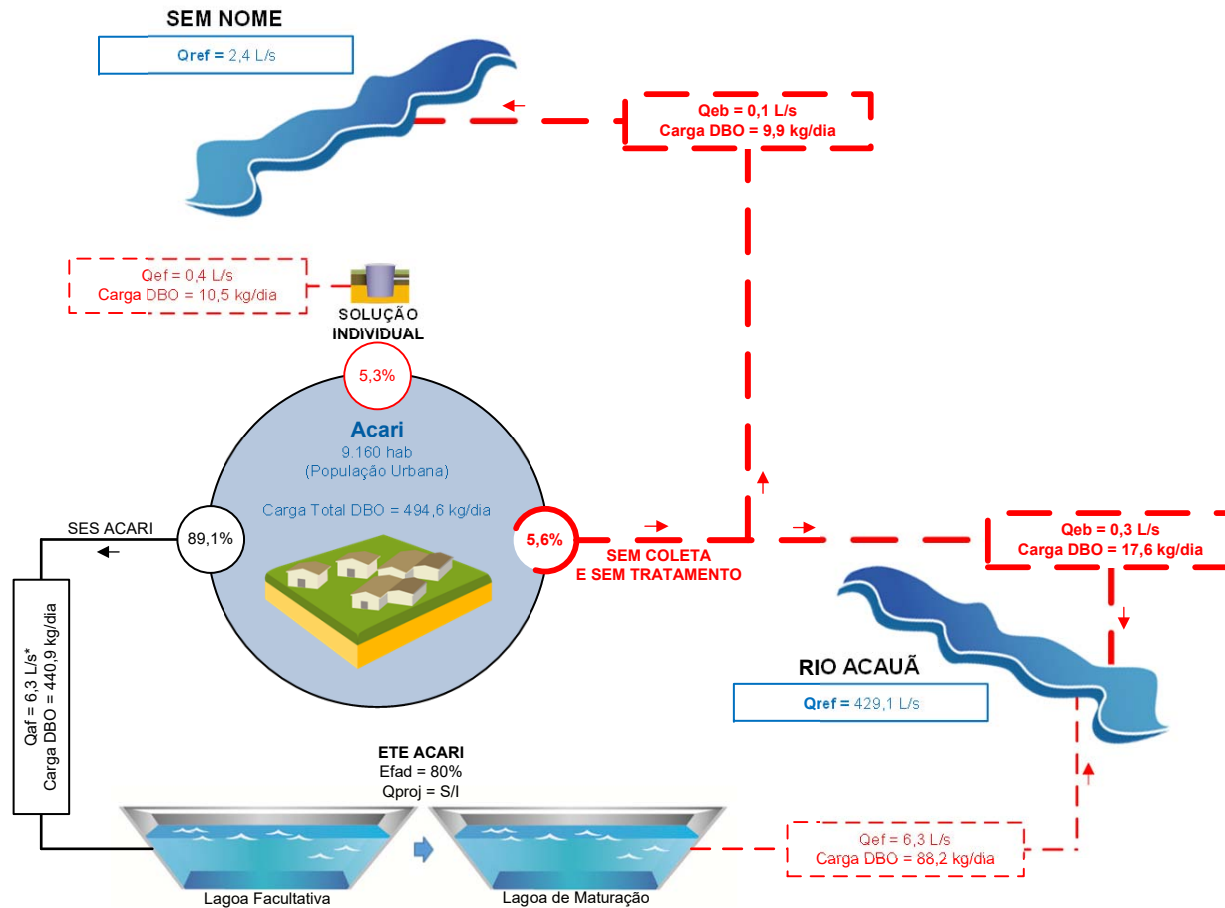 SEM NOME
Qref = 2,4 L/s
Qeb = 0,1 L/s
Carga DBO = 9,9 kg/dia
Qef = 0,4 L/s
Carga DBO = 10,5 kg/dia
SOLUÇÃO
INDIVIDUAL
5,3%
Acari
9.160 hab
(População Urbana)
Carga Total DBO = 494,6 kg/dia
SES ACARI
89,1%
5,6%
SEM COLETA
E SEM TRATAMENTO
Qeb = 0,3 L/s
Carga DBO = 17,6 kg/dia
Qaf = 6,3 L/s*
Carga DBO = 440,9 kg/dia
RIO ACAUÃ
Qref = 429,1 L/s
ETE ACARI
Efad = 80%
Qproj = S/I
Qef = 6,3 L/s
Carga DBO = 88,2 kg/dia
Lagoa Facultativa
Lagoa de Maturação